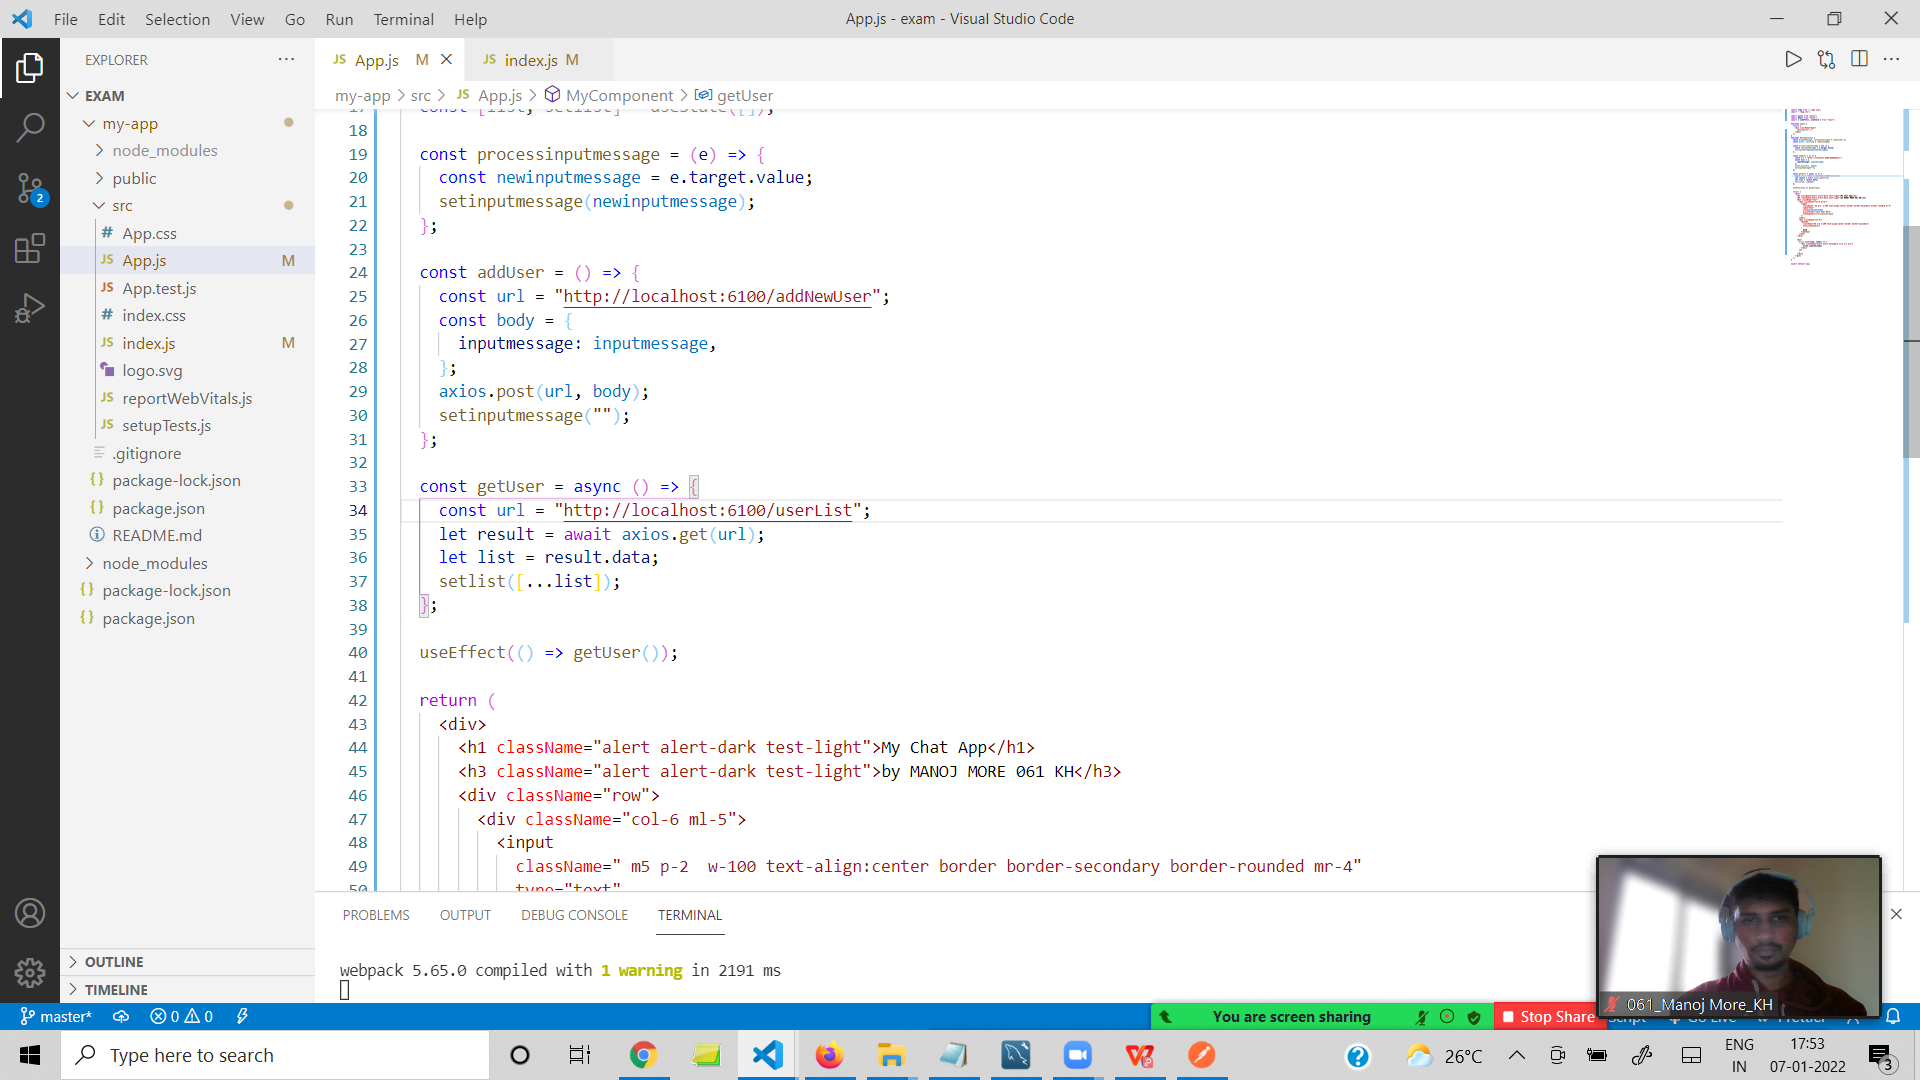 File Edit Selection View Go Run Terminal Help
App.js - exam - Visual Studio Code
EXPLORER
EXAM
my-app
node_modules
public
src
App.css
App.js M
App.test.js
index.css
index.js M
logo.svg
reportWebVitals.js
setupTests.js
.gitignore
package-lock.json
package.json
README.md
node_modules
package-lock.json
package.json
OUTLINE
TIMELINE
JS App.js M
JS index.js M
my-app > src > JS App.js > MyComponent > getUser
17 const [list, setlist] = useState([]);
18
19 const processinputmessage = (e) => {
20 const newinputmessage = e.target.value;
21 setinputmessage(newinputmessage);
22 };
23
24 const addUser = () => {
25 const url = "http://localhost:6100/addNewUser";
26 const body = {
27 inputmessage: inputmessage,
28 };
29 axios.post(url, body);
30 setinputmessage("");
31 };
32
33 const getUser = async () => {
34 const url = "http://localhost:6100/userList";
35 let result = await axios.get(url);
36 let list = result.data;
37 setlist([...list]);
38 };
39
40 useEffect(() => getUser());
41
42 return (
43 <div>
44 <h1 className="alert alert-dark test-light">My Chat App</h1>
45 <h3 className="alert alert-dark test-light">by MANOJ MORE 061 KH</h3>
46 <div className="row">
47 <div className="col-6 ml-5">
48 <input
49 className=" m5 p-2  w-100 text-align:center border border-secondary border-rounded mr-4"
50 type="text"
PROBLEMS OUTPUT DEBUG CONSOLE TERMINAL
webpack 5.65.0 compiled with 1 warning in 2191 ms
061_Manoj More_KH
2
master* 0 0
You are screen sharing
Stop Share
Type here to search
26°C
ENG
IN
17:53
07-01-2022
3